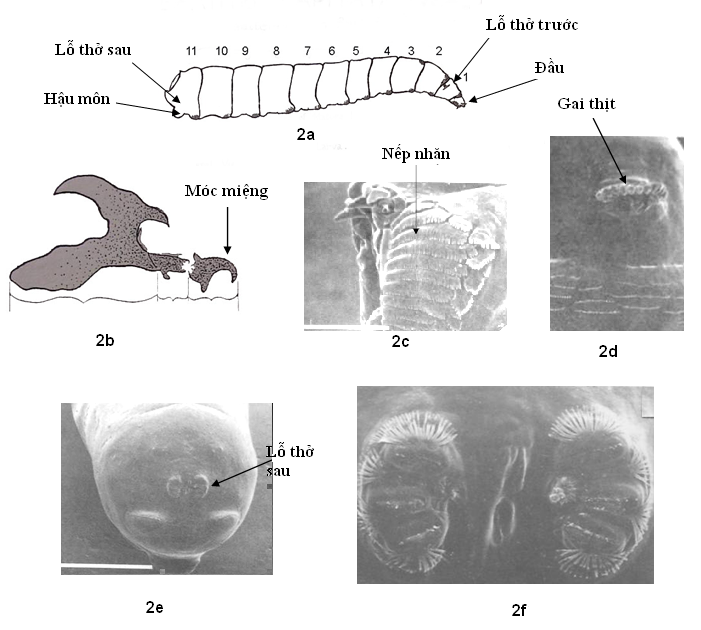 Lỗ thở trước
Lỗ thở sau
11 10 9 8 7 6 5 4 3 2 1
Đầu
Hậu môn
2a
Gai thịt
Nếp nhăn
Móc miệng
2b
2c
2d
Lỗ thở
sau
2e
2f